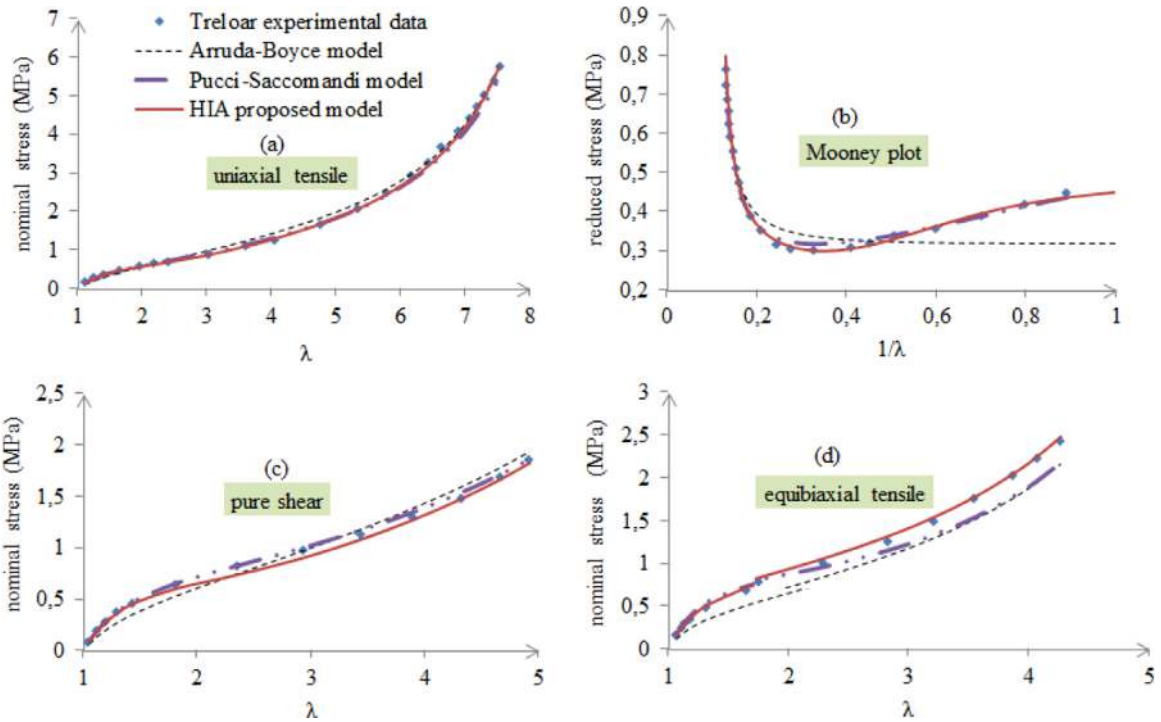 Treloar experimental data
Arruda-Boyce model
Pucci-Saccomandi model
HIA proposed model
(a)
uniaxial tensile
nominal stress (MPa)
7
6
5
4
3
2
1
0
1 2 3 4 5 6 7 8
λ
(b)
Mooney plot
reduced stress (MPa)
0,9
0,8
0,7
0,6
0,5
0,4
0,3
0,2
0 0,2 0,4 0,6 0,8 1
1/λ
(c)
pure shear
nominal stress (MPa)
2,5
2
1,5
1
0,5
0
1 2 3 4 5
λ
(d)
equibiaxial tensile
nominal stress (MPa)
3
2,5
2
1,5
1
0,5
0
1 2 3 4 5
λ